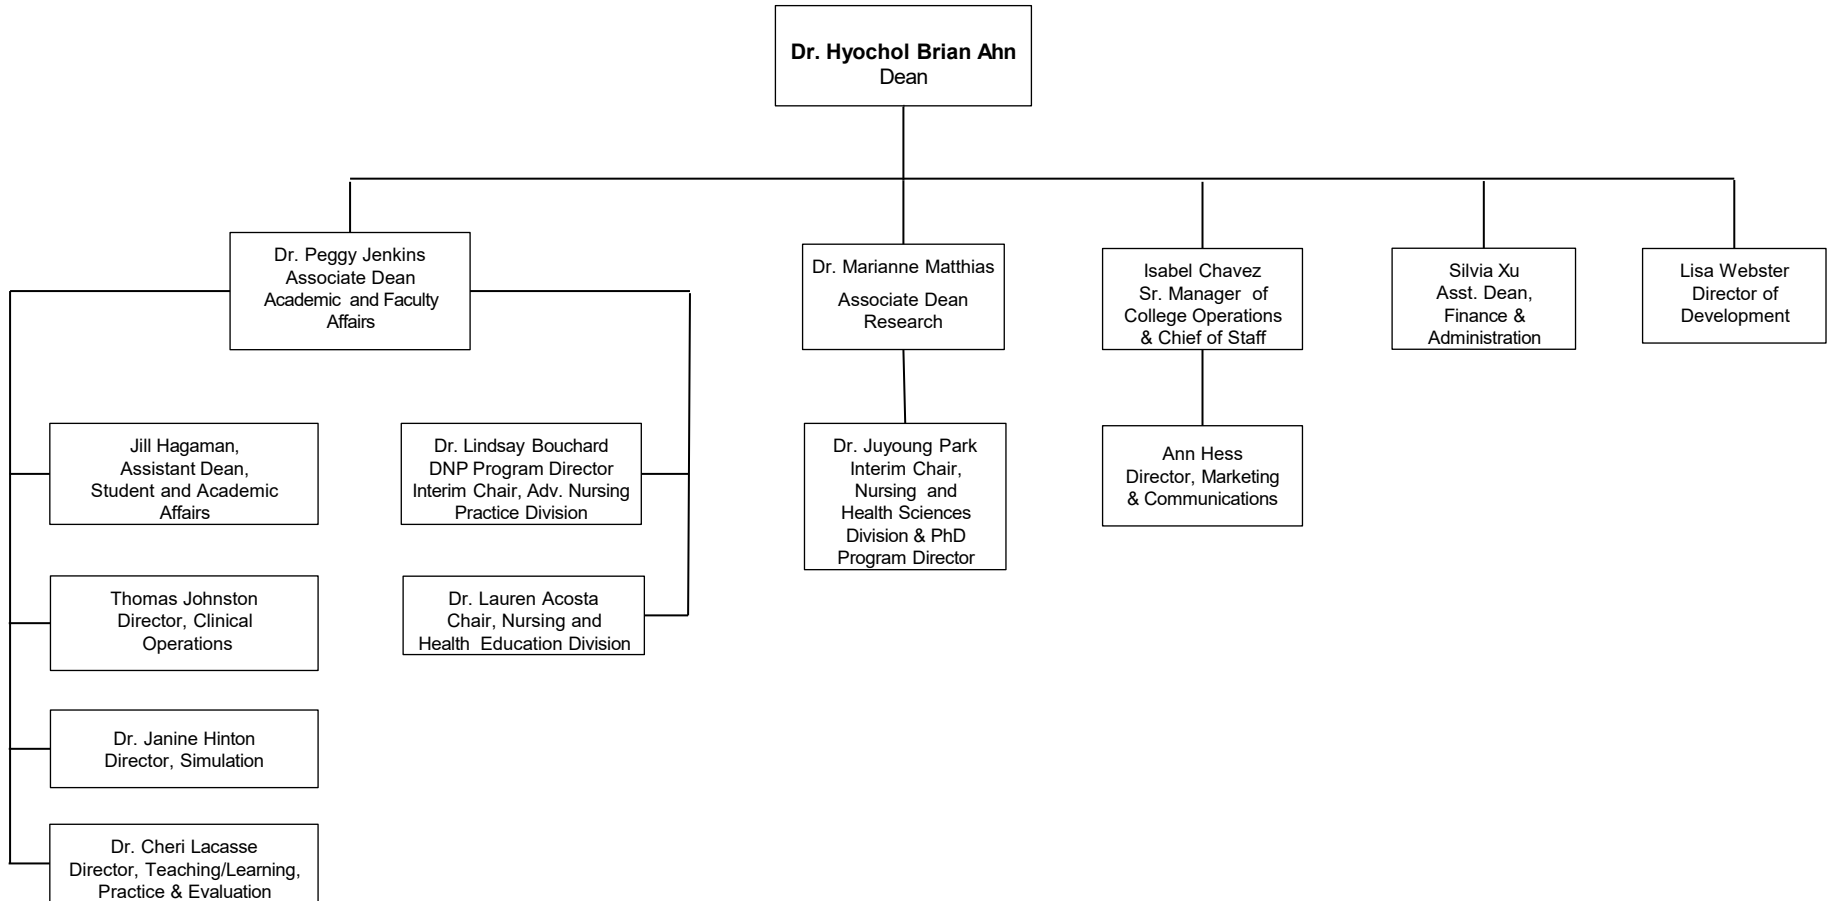 Dr. Hyochol Brian Ahn
Dean
Dr. Peggy Jenkins
Associate Dean
Academic and Faculty
Affairs
Dr. Marianne Matthias
Associate Dean
Research
Isabel Chavez
Sr. Manager of
College Operations
& Chief of Staff
Silvia Xu
Asst. Dean,
Finance &
Administration
Lisa Webster
Director of
Development
Jill Hagaman,
Assistant Dean,
Student and Academic
Affairs
Dr. Lindsay Bouchard
DNP Program Director
Interim Chair, Adv. Nursing
Practice Division
Dr. Juyoung Park
Interim Chair,
Nursing and
Health Sciences
Division & PhD
Program Director
Ann Hess
Director, Marketing
& Communications
Thomas Johnston
Director, Clinical
Operations
Dr. Lauren Acosta
Chair, Nursing and
Health Education Division
Dr. Janine Hinton
Director, Simulation
Dr. Cheri Lacasse
Director, Teaching/Learning,
Practice & Evaluation